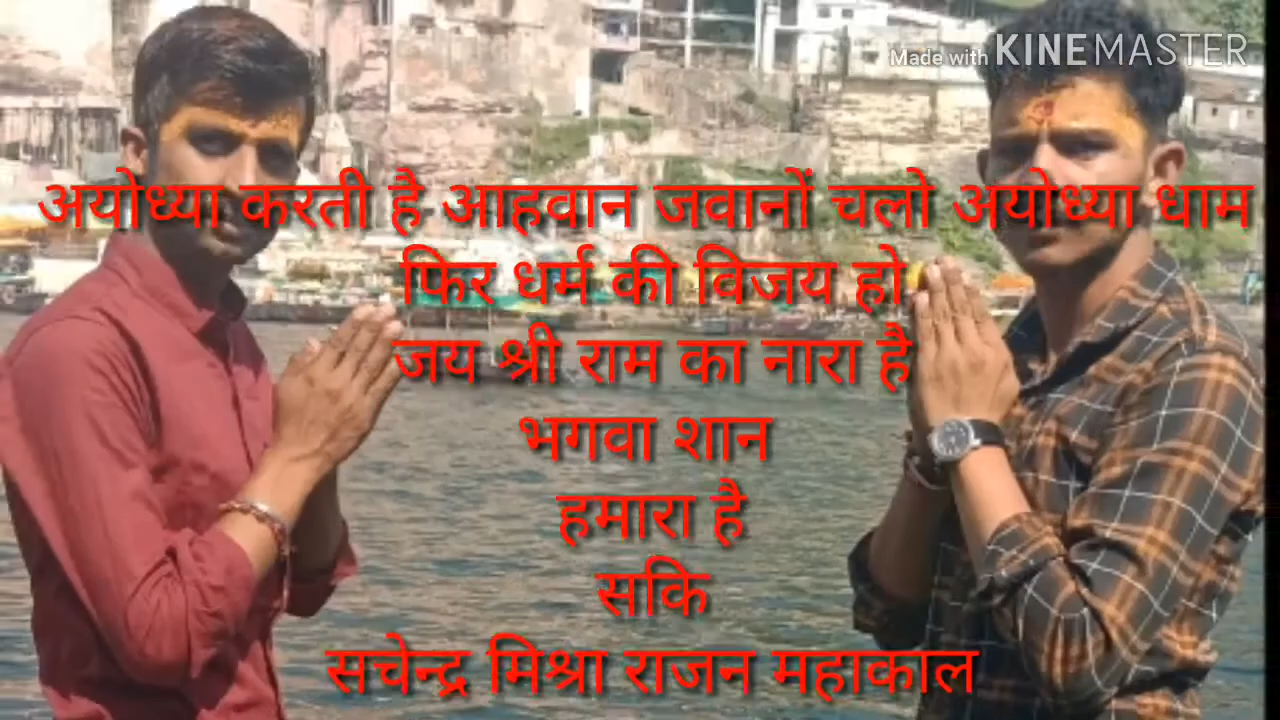 Made with KINEMASTER
अयोध्या करती है आहवान जवानों चलो अयोध्या धाम
फिर धर्म की विजय हो
जय श्री राम का नारा है
भगवा शान
हमारा है
सकि
सचेन्द्र मिश्रा राजन महाकाल